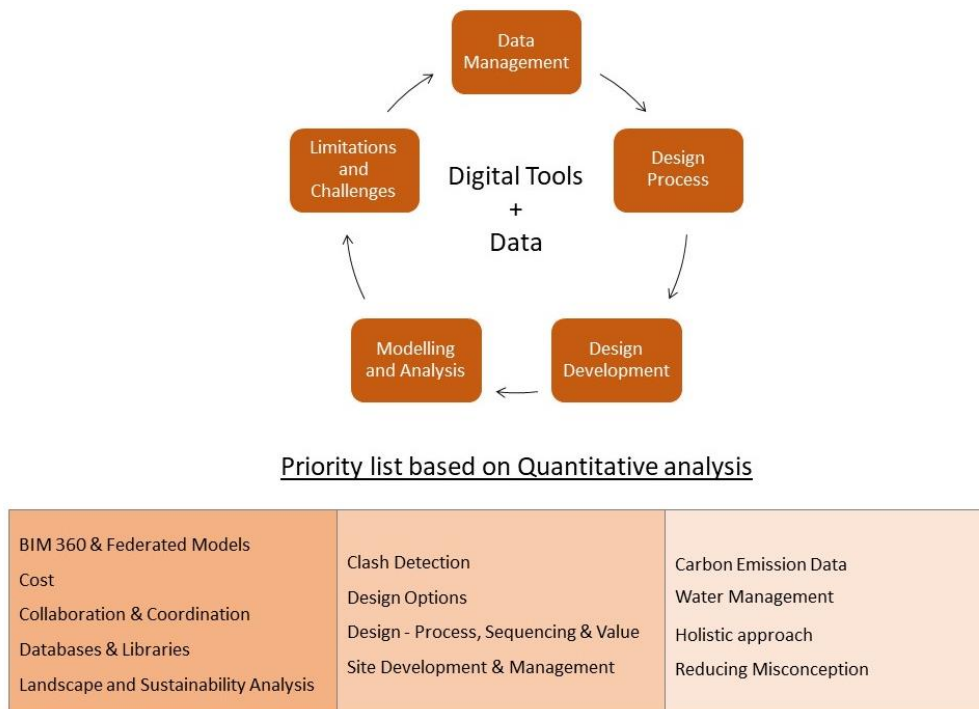 Data
Management
Design
Process
Design
Development
Modelling
and Analysis
Limitations
and
Challenges
Digital Tools
+
Data
Priority list based on Quantitative analysis
BIM 360 & Federated Models
Cost
Collaboration & Coordination
Databases & Libraries
Landscape and Sustainability Analysis
Clash Detection
Design Options
Design - Process, Sequencing & Value
Site Development & Management
Carbon Emission Data
Water Management
Holistic approach
Reducing Misconception